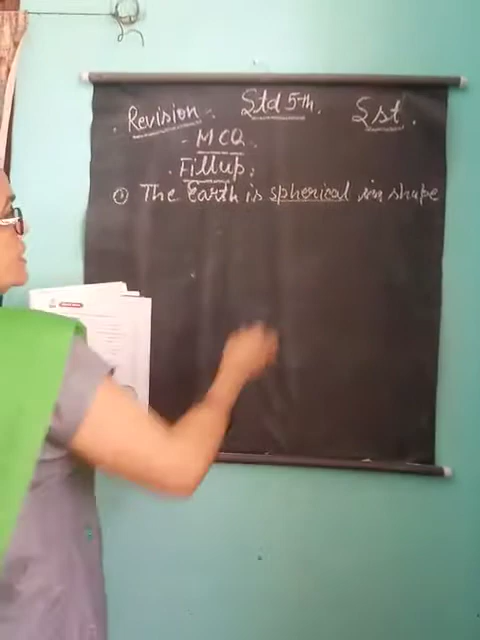 Revision :- Std 5th. Sst.
- MCQ.
. Fillup:
① The Earth is spherical in shape